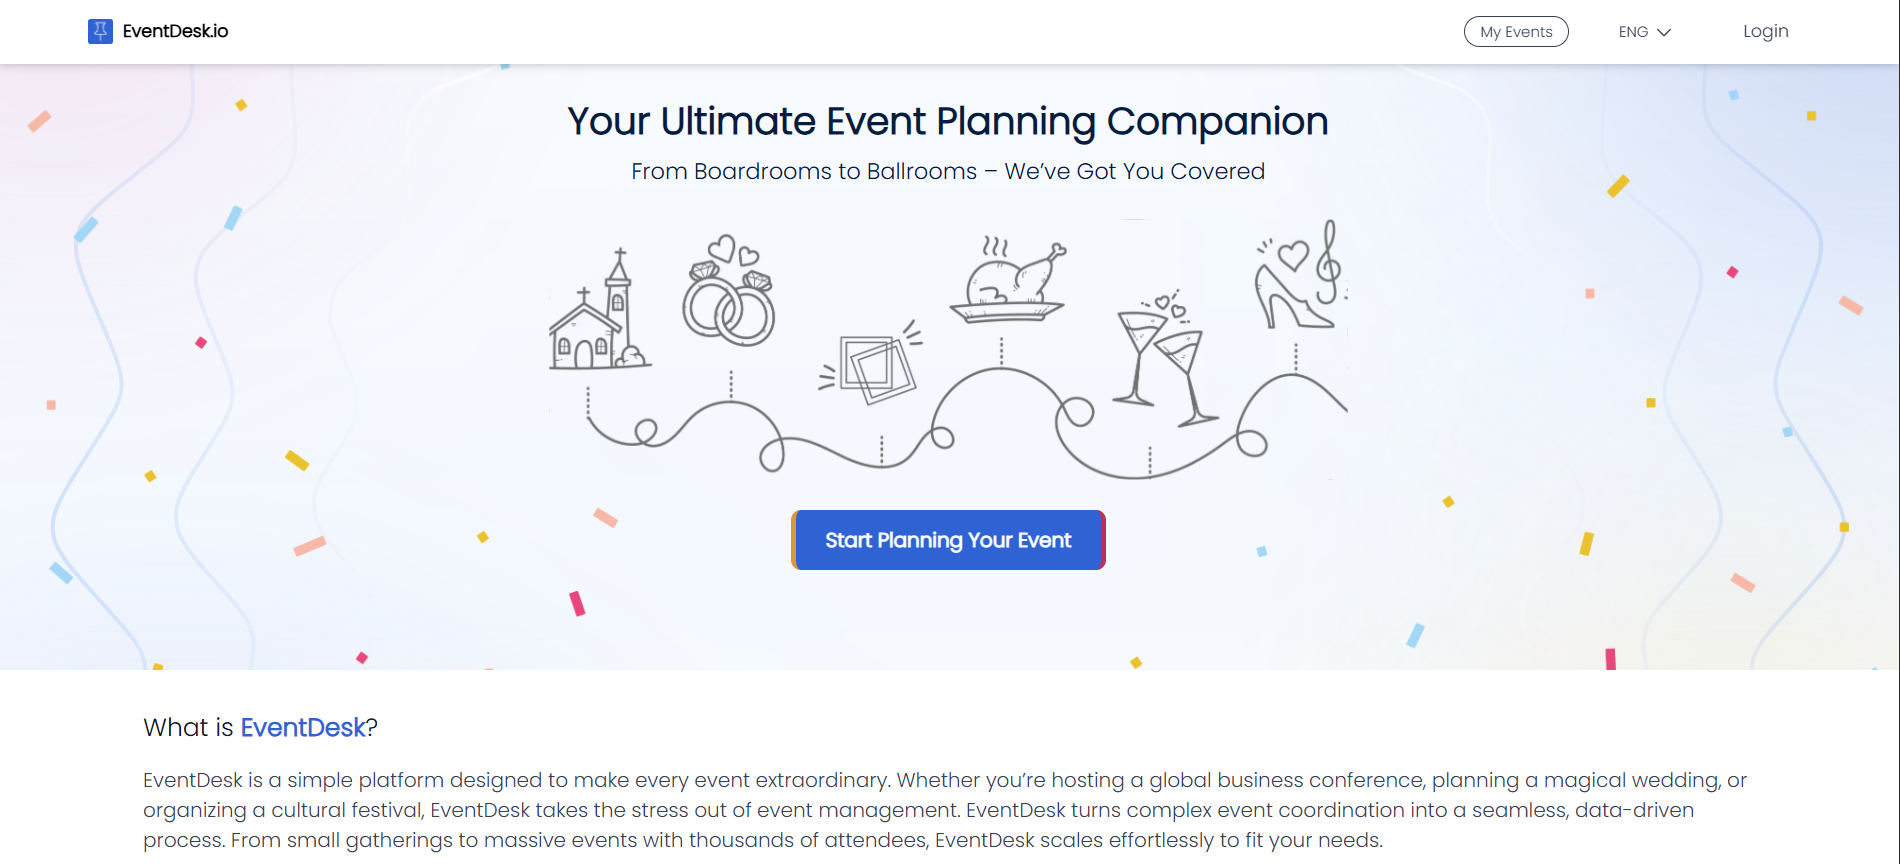 EventDesk.io
My Events
ENG
Login
Your Ultimate Event Planning Companion
From Boardrooms to Ballrooms – We’ve Got You Covered
Start Planning Your Event
What is EventDesk?
EventDesk is a simple platform designed to make every event extraordinary. Whether you’re hosting a global business conference, planning a magical wedding, or
organizing a cultural festival, EventDesk takes the stress out of event management. EventDesk turns complex event coordination into a seamless, data-driven
process. From small gatherings to massive events with thousands of attendees, EventDesk scales effortlessly to fit your needs.